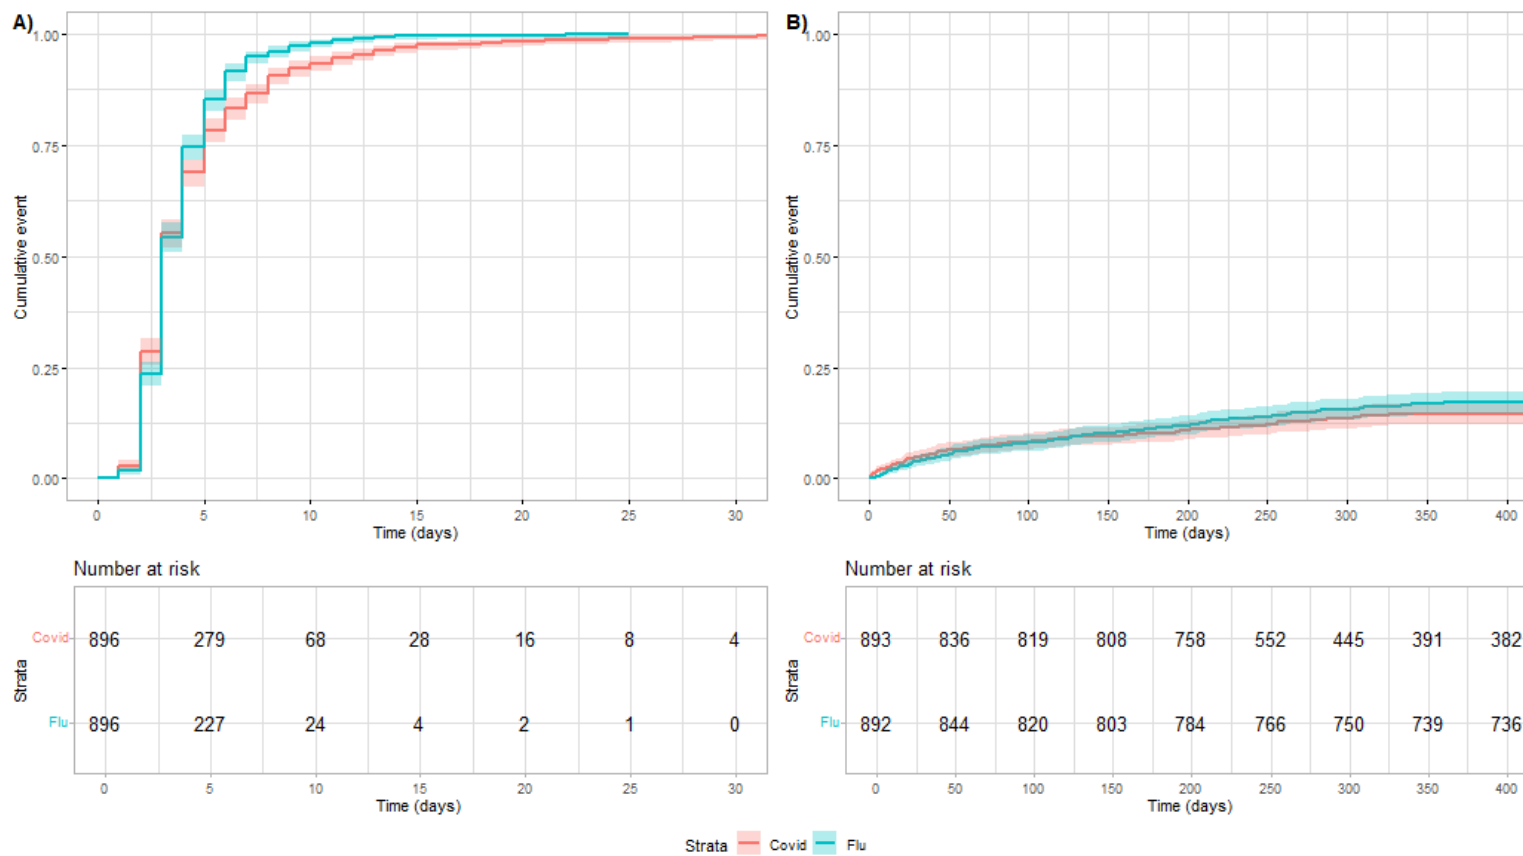 A)
1.00
0.75
0.50
0.25
0.00
Cumulative event
0 5 10 15 20 25 30
Time (days)
Number at risk
Strata
Covid 896 279 68 28 16 8 4
Flu 896 227 24 4 2 1 0
0 5 10 15 20 25 30
Time (days)
B)
1.00
0.75
0.50
0.25
0.00
Cumulative event
0 50 100 150 200 250 300 350 400
Time (days)
Number at risk
Strata
Covid 893 836 819 808 758 552 445 391 382
Flu 892 844 820 803 784 766 750 739 736
0 50 100 150 200 250 300 350 400
Time (days)
Strata Covid Flu